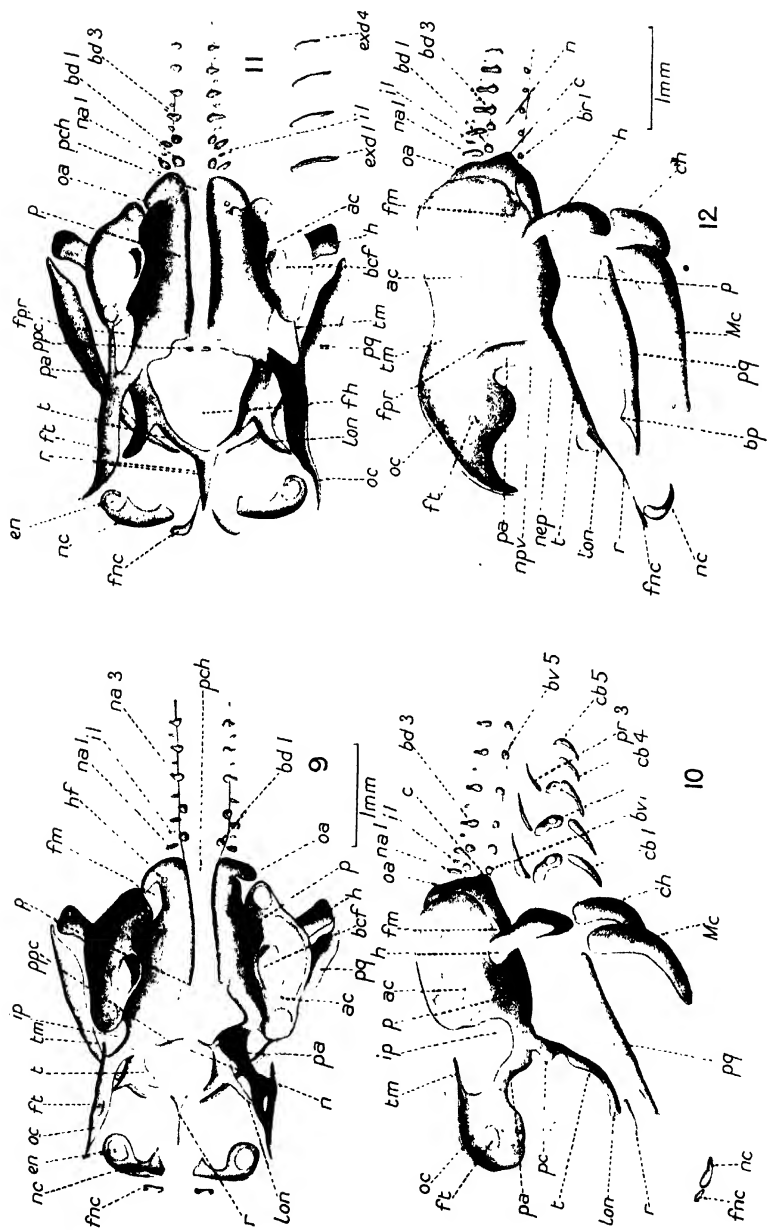 fnc
nc
en
oc
ft
t
tm
ip
ppc
p
fm
hf
na1
il
na3
pch
9
1mm
r
lon
n
pa
ac
pq
bcf
h
p
oa
bd1
tm
ip
p
ac
h
fm
oa
na1
il
c
bd3
bv5
oc
ft
pa
pc
t
lon
r
nc
fnc
pq
Mc
ch
cb1
bv1
cb4
pr3
cb5
10
en
nc
fnc
r
ft
t
pa
ppc
fpr
p
oa
pch
na1
bd1
bd3
11
oc
lon
fh
pq
tm
h
bcf
ac
exd1
il
exd4
oc
fpr
tm
ac
fm
oa
na1
il
bd1
bd3
n
c
br1
h
ch
1mm
12
ft
pa
npv
nep
t
lon
r
fnc
nc
bp
pq
Mc
p